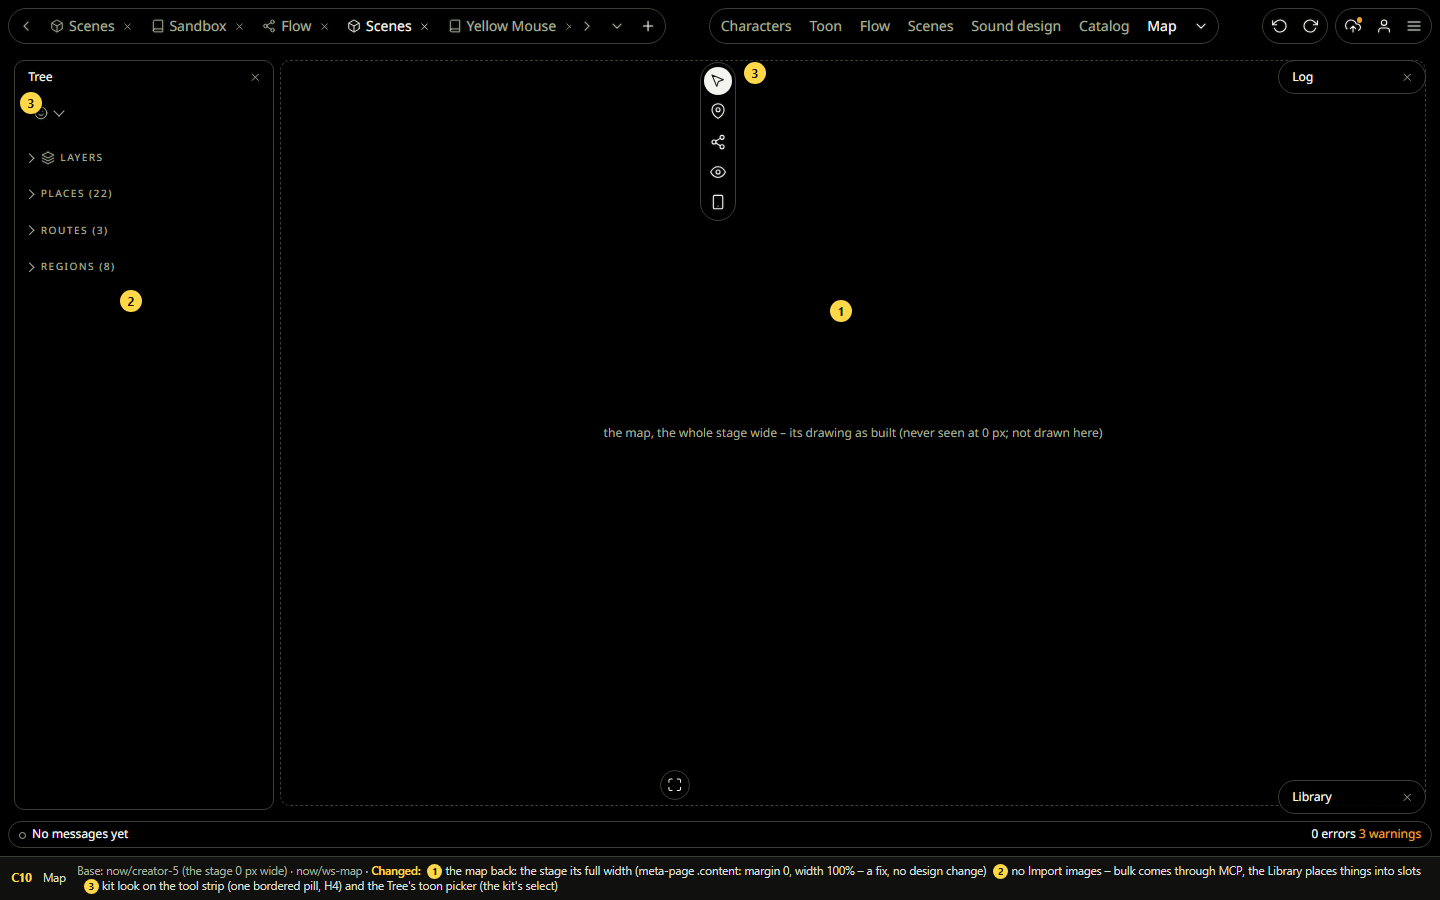 Scenes Sandbox Flow Scenes Yellow Mouse Characters Toon Flow Scenes Sound design Catalog Map
Tree
Log
3
3
LAYERS
PLACES (22)
ROUTES (3)
REGIONS (8)
2
1
the map, the whole stage wide – its drawing as built (never seen at 0 px; not drawn here)
Library
No messages yet
0 errors 3 warnings
C10 Map Base: now/creator-5 (the stage 0 px wide) · now/ws-map · Changed: 1 the map back: the stage its full width (meta-page .content: margin 0, width 100% – a fix, no design change) 2 no Import images – bulk comes through MCP, the Library places things into slots
3 kit look on the tool strip (one bordered pill, H4) and the Tree's toon picker (the kit's select)